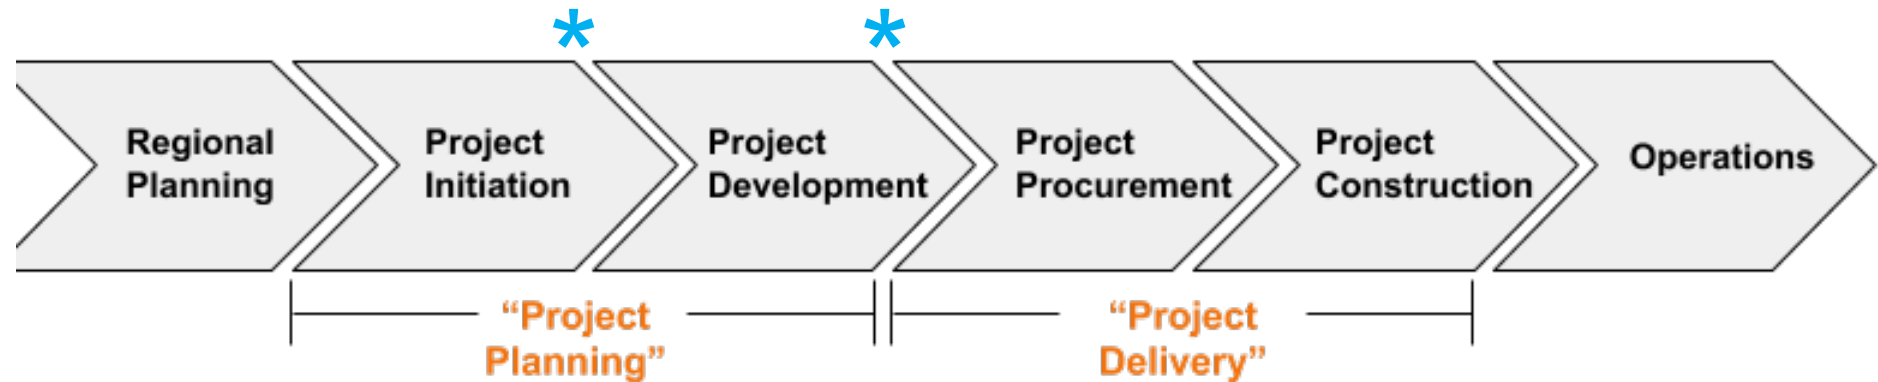 * *
Regional
Planning
Project
Initiation
Project
Development
Project
Procurement
Project
Construction
Operations
“Project
Planning”
“Project
Delivery”